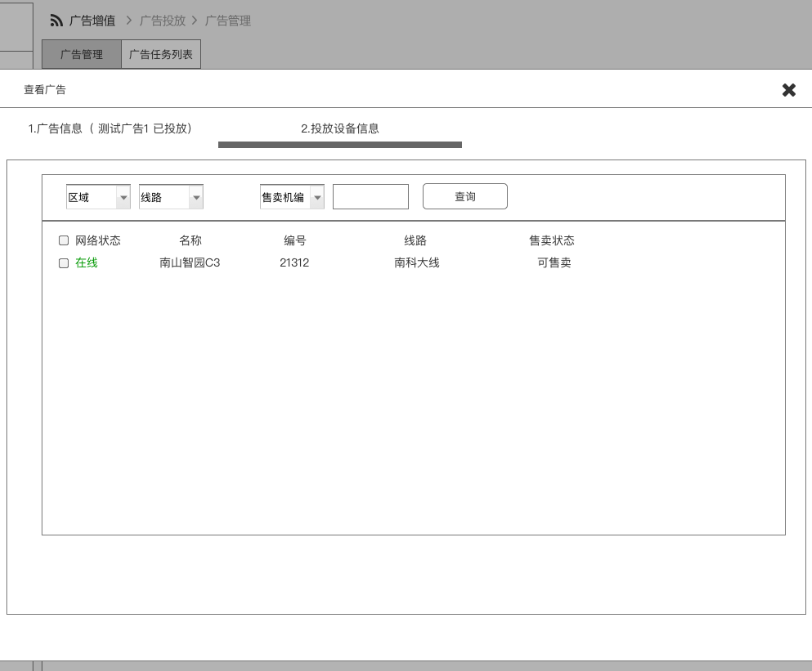 广告增值 > 广告投放 > 广告管理
广告管理 广告任务列表
查看广告
1.广告信息（ 测试广告1 已投放） 2.投放设备信息
区域 线路 售卖机编 查询
网络状态 名称 编号 线路 售卖状态
在线 南山智园C3 21312 南科大线 可售卖